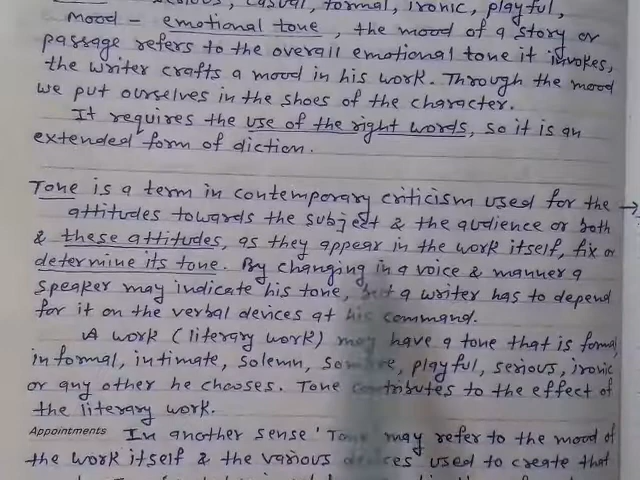 casual, formal, ironic, playful,
Mood - emotional tone, the mood of a story or
passage refers to the overall emotional tone it invokes,
the writer crafts a mood in his work. Through the mood
we put ourselves in the shoes of the character.
It requires the use of the right words, so it is an
extended form of diction.
Tone is a term in contemporary criticism used for the →
attitudes towards the subject & the audience or both
& these attitudes, as they appear in the work itself, fix or
determine its tone. By changing in a voice & manner a
speaker may indicate his tone, but a writer has to depend
for it on the verbal devices at his command.
A work (literary work) may have a tone that is formal,
informal, intimate, solemn, sombre, playful, serious, ironic
or any other he chooses. Tone contributes to the effect of
the literary work.
Appointments In another sense 'Tone may refer to the mood of
the work itself & the various devices used to create that